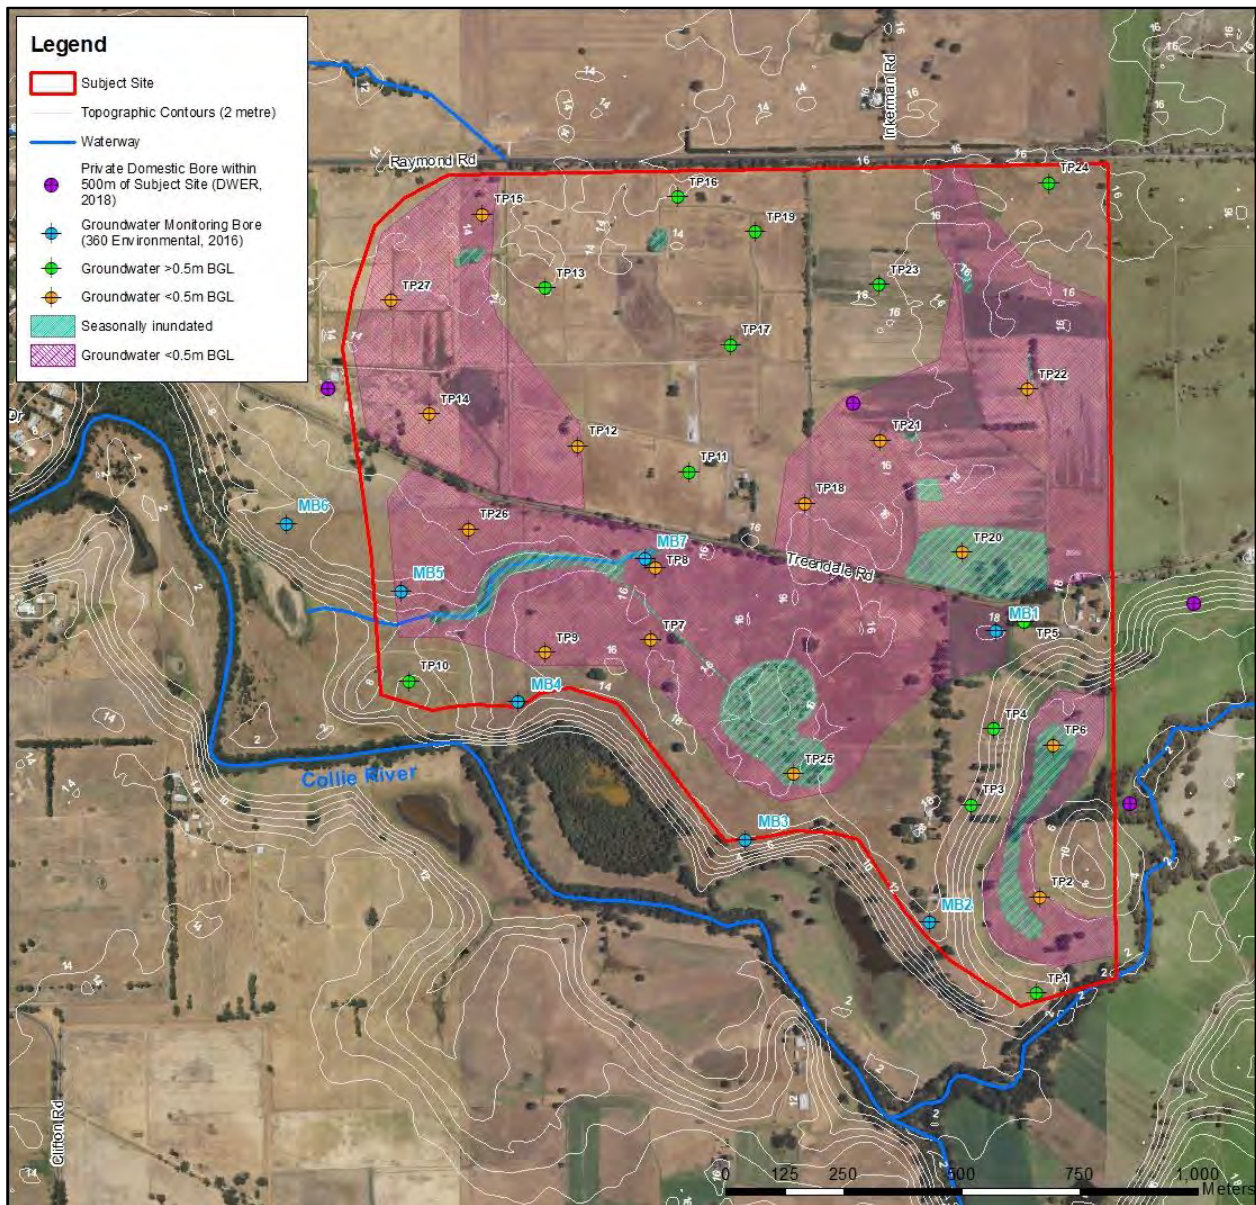 Legend
Subject Site
Topographic Contours (2 metre)
Waterway
Private Domestic Bore within
500m of Subject Site (DWER,
2018)
Groundwater Monitoring Bore
(360 Environmental, 2016)
Groundwater >0.5m BGL
Groundwater <0.5m BGL
Seasonally inundated
Groundwater <0.5m BGL
Inkerman Rd
Raymond Rd
TP24
TP16
TP15
TP19
TP13
TP23
TP27
TP17
TP22
TP14
TP21
TP12
TP11
TP18
MB6
TP26
MB7
TP8
Treendale Rd
TP20
MB5
MB1
TP5
TP9
TP7
TP10
MB4
TP4
TP6
Collie River
TP25
TP3
MB3
TP2
MB2
TP1
Clifton Rd
0 125 250 500 750 1,000
Meters